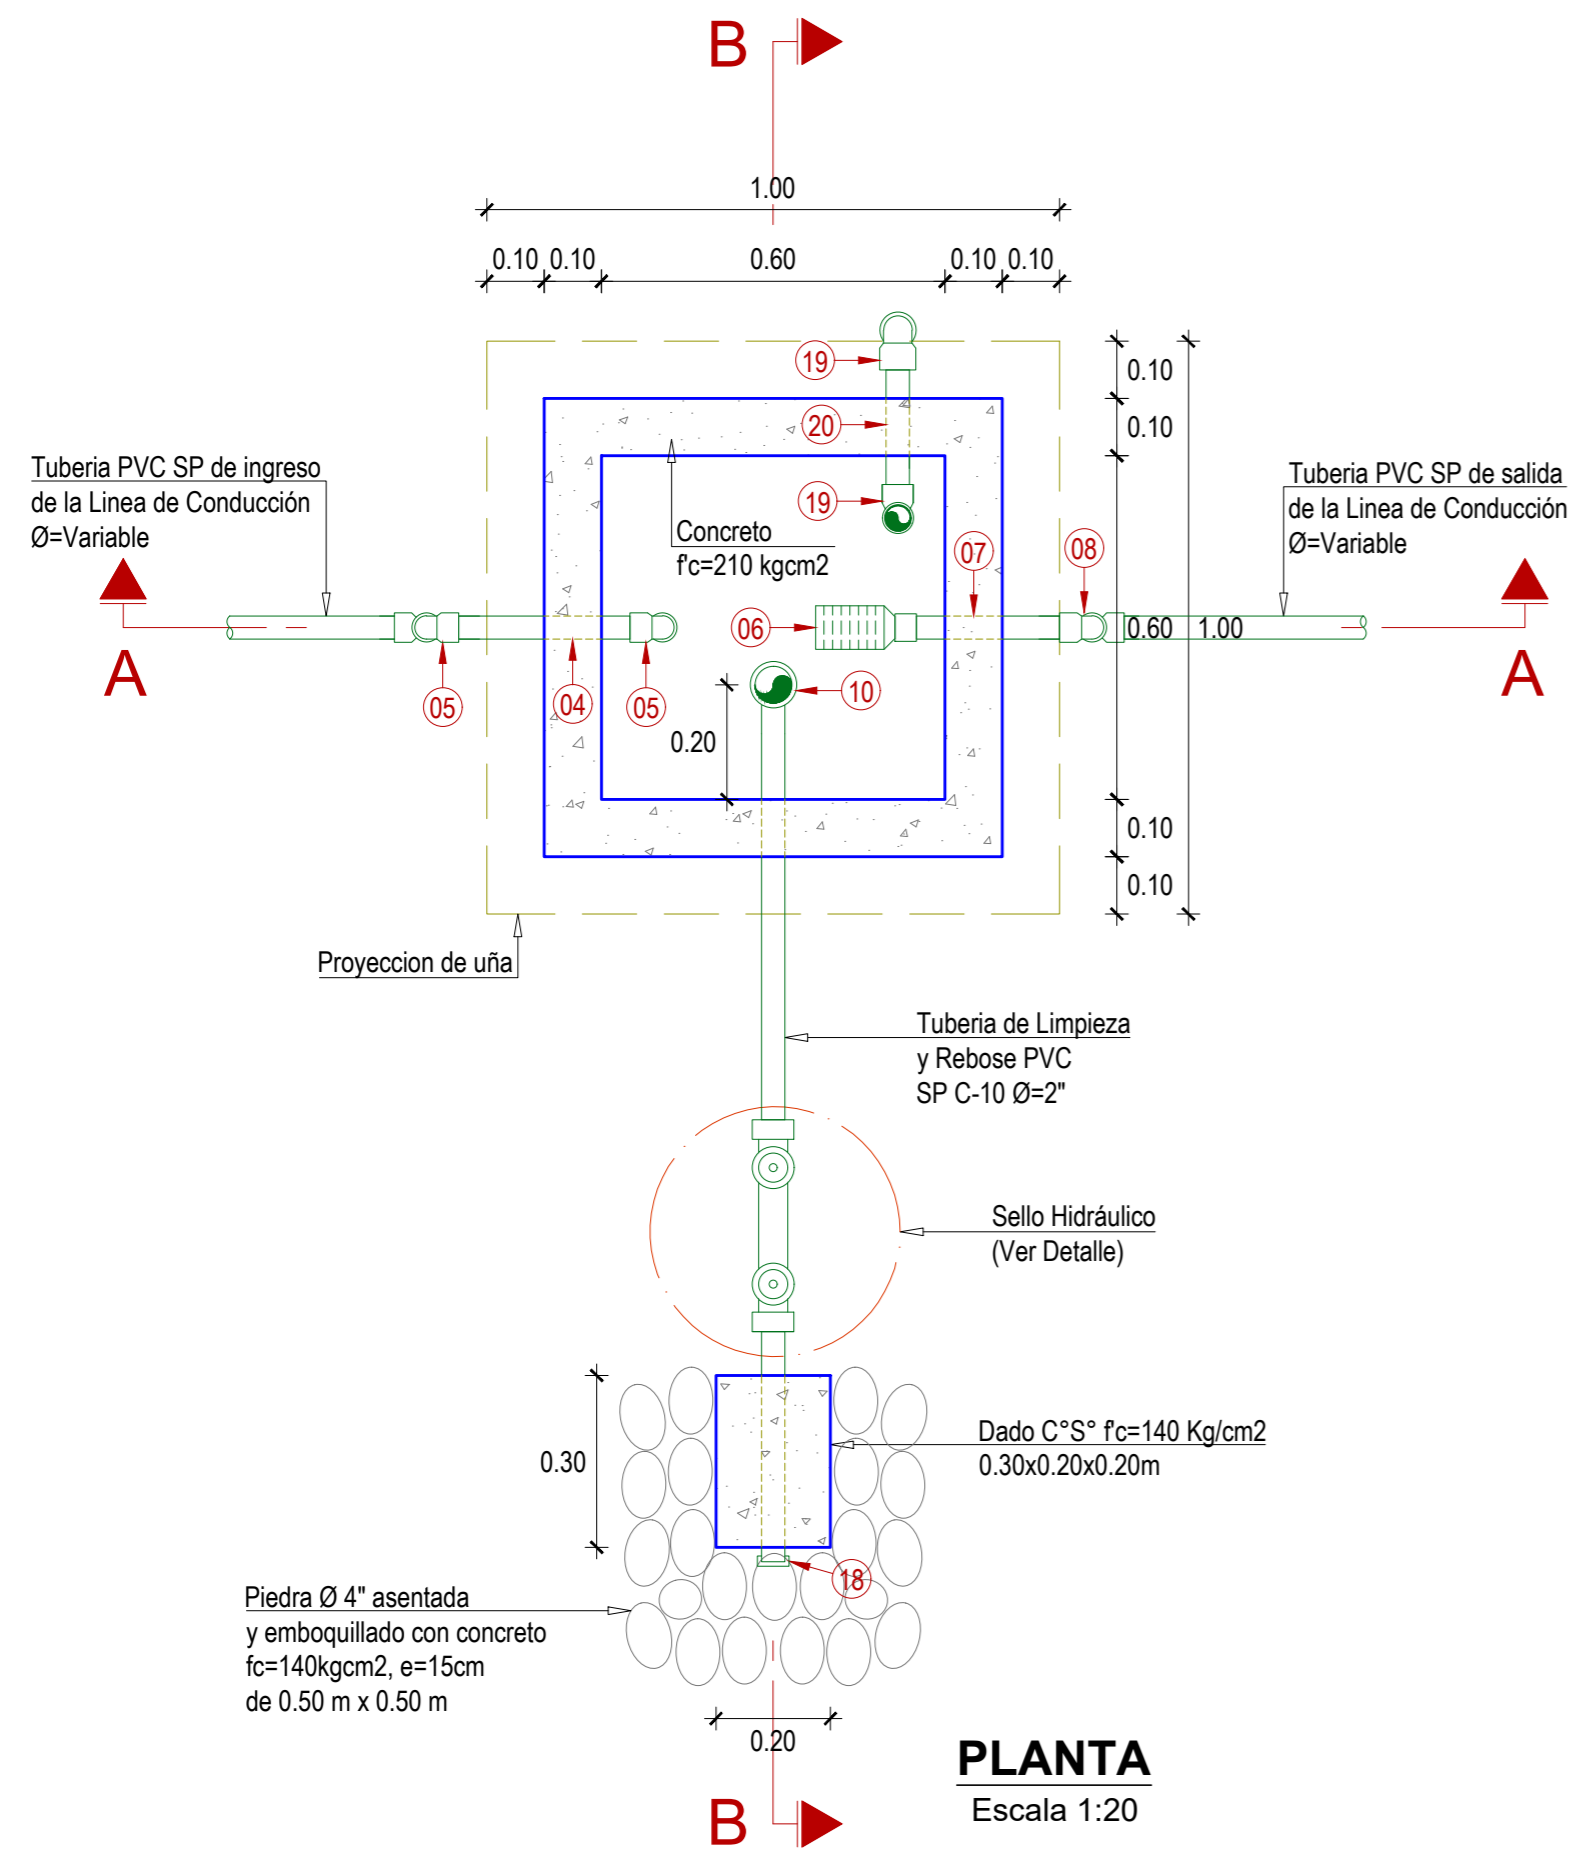 B
1.00
0.10 0.10 0.60 0.10 0.10
19
0.10
20
0.10
Tuberia PVC SP de ingreso
de la Linea de Conducción
Ø=Variable
19
Concreto
f'c=210 kgcm2
07
08
Tuberia PVC SP de salida
de la Linea de Conducción
Ø=Variable
06
0.60 1.00
A
05
04
05
10
A
0.20
0.10
0.10
Proyeccion de uña
Tuberia de Limpieza
y Rebose PVC
SP C-10 Ø=2"
Sello Hidráulico
(Ver Detalle)
Dado C°S° f'c=140 Kg/cm2
0.30x0.20x0.20m
0.30
18
Piedra Ø 4" asentada
y emboquillado con concreto
fc=140kgcm2, e=15cm
de 0.50 m x 0.50 m
0.20
PLANTA
Escala 1:20
B